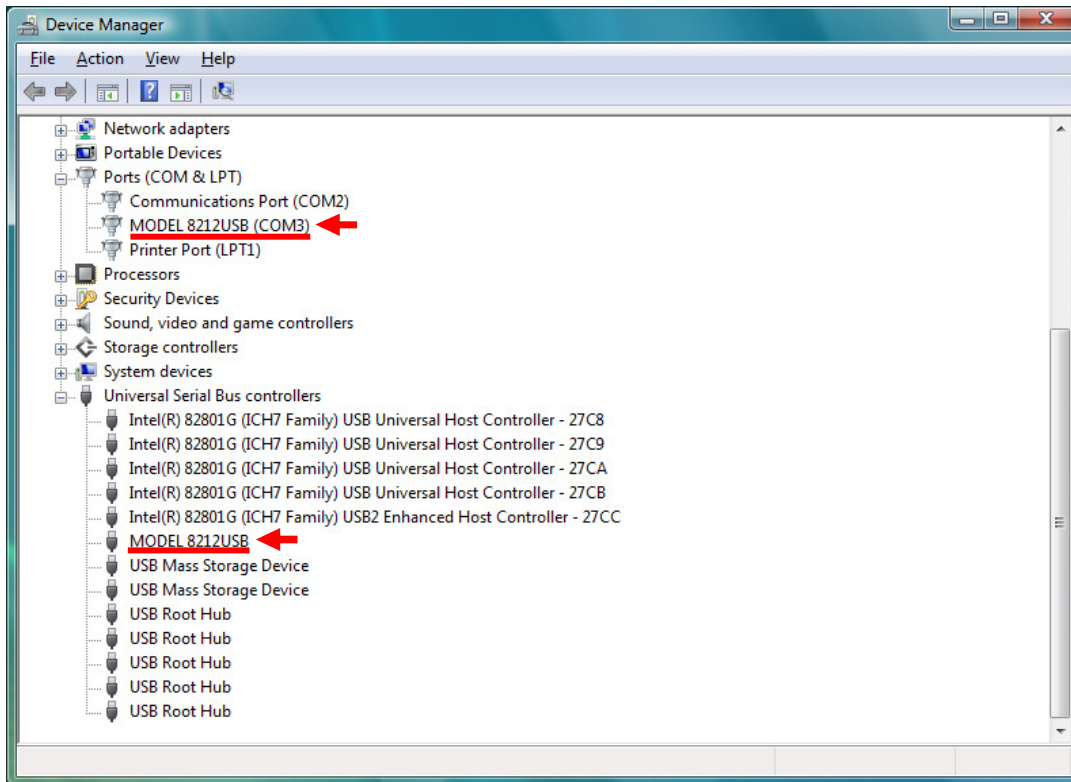 Device Manager
File Action View Help
Network adapters
Portable Devices
Ports (COM & LPT)
Communications Port (COM2)
MODEL 8212USB (COM3)
Printer Port (LPT1)
Processors
Security Devices
Sound, video and game controllers
Storage controllers
System devices
Universal Serial Bus controllers
Intel(R) 82801G (ICH7 Family) USB Universal Host Controller - 27C8
Intel(R) 82801G (ICH7 Family) USB Universal Host Controller - 27C9
Intel(R) 82801G (ICH7 Family) USB Universal Host Controller - 27CA
Intel(R) 82801G (ICH7 Family) USB Universal Host Controller - 27CB
Intel(R) 82801G (ICH7 Family) USB2 Enhanced Host Controller - 27CC
MODEL 8212USB
USB Mass Storage Device
USB Mass Storage Device
USB Root Hub
USB Root Hub
USB Root Hub
USB Root Hub
USB Root Hub